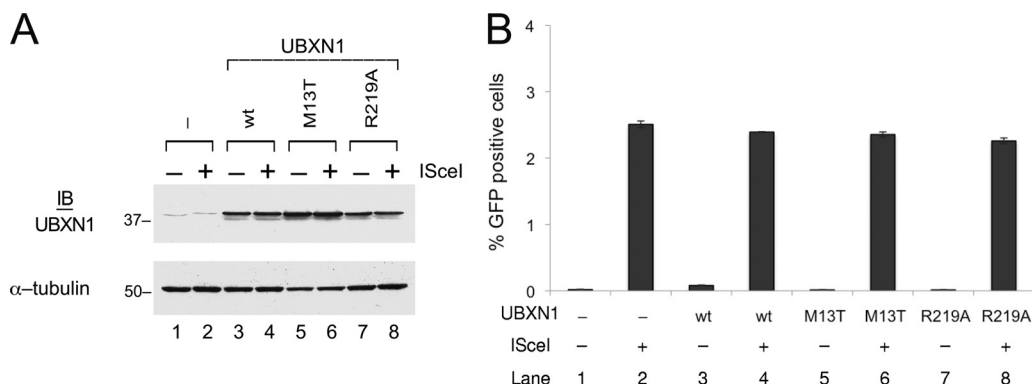 A
UBXN1
– wt M13T R219A
– + – + – + – + ISceI
IB
UBXN1
37–
α–tubulin
50–
1 2 3 4 5 6 7 8
B
% GFP positive cells
4
3
2
1
0
UBXN1 – – wt wt M13T M13T R219A R219A
ISceI – + – + – + – +
Lane 1 2 3 4 5 6 7 8